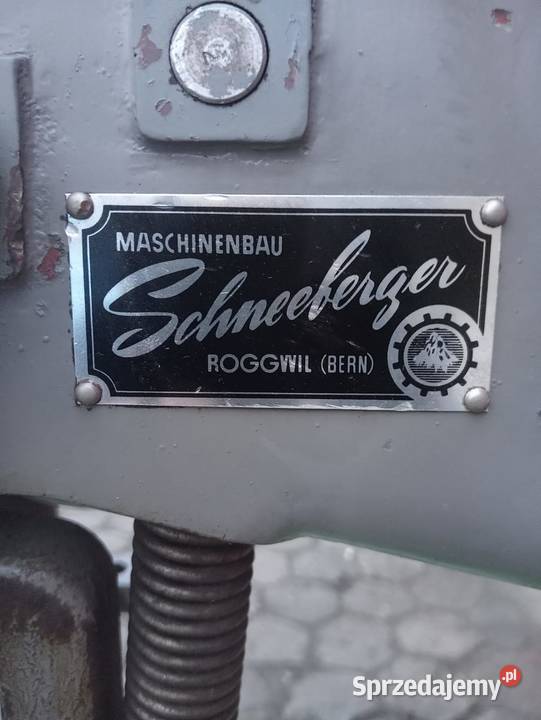 MASCHINENBAU
Schneeberger
ROGGWIL (BERN)
Sprzedajemy.pl